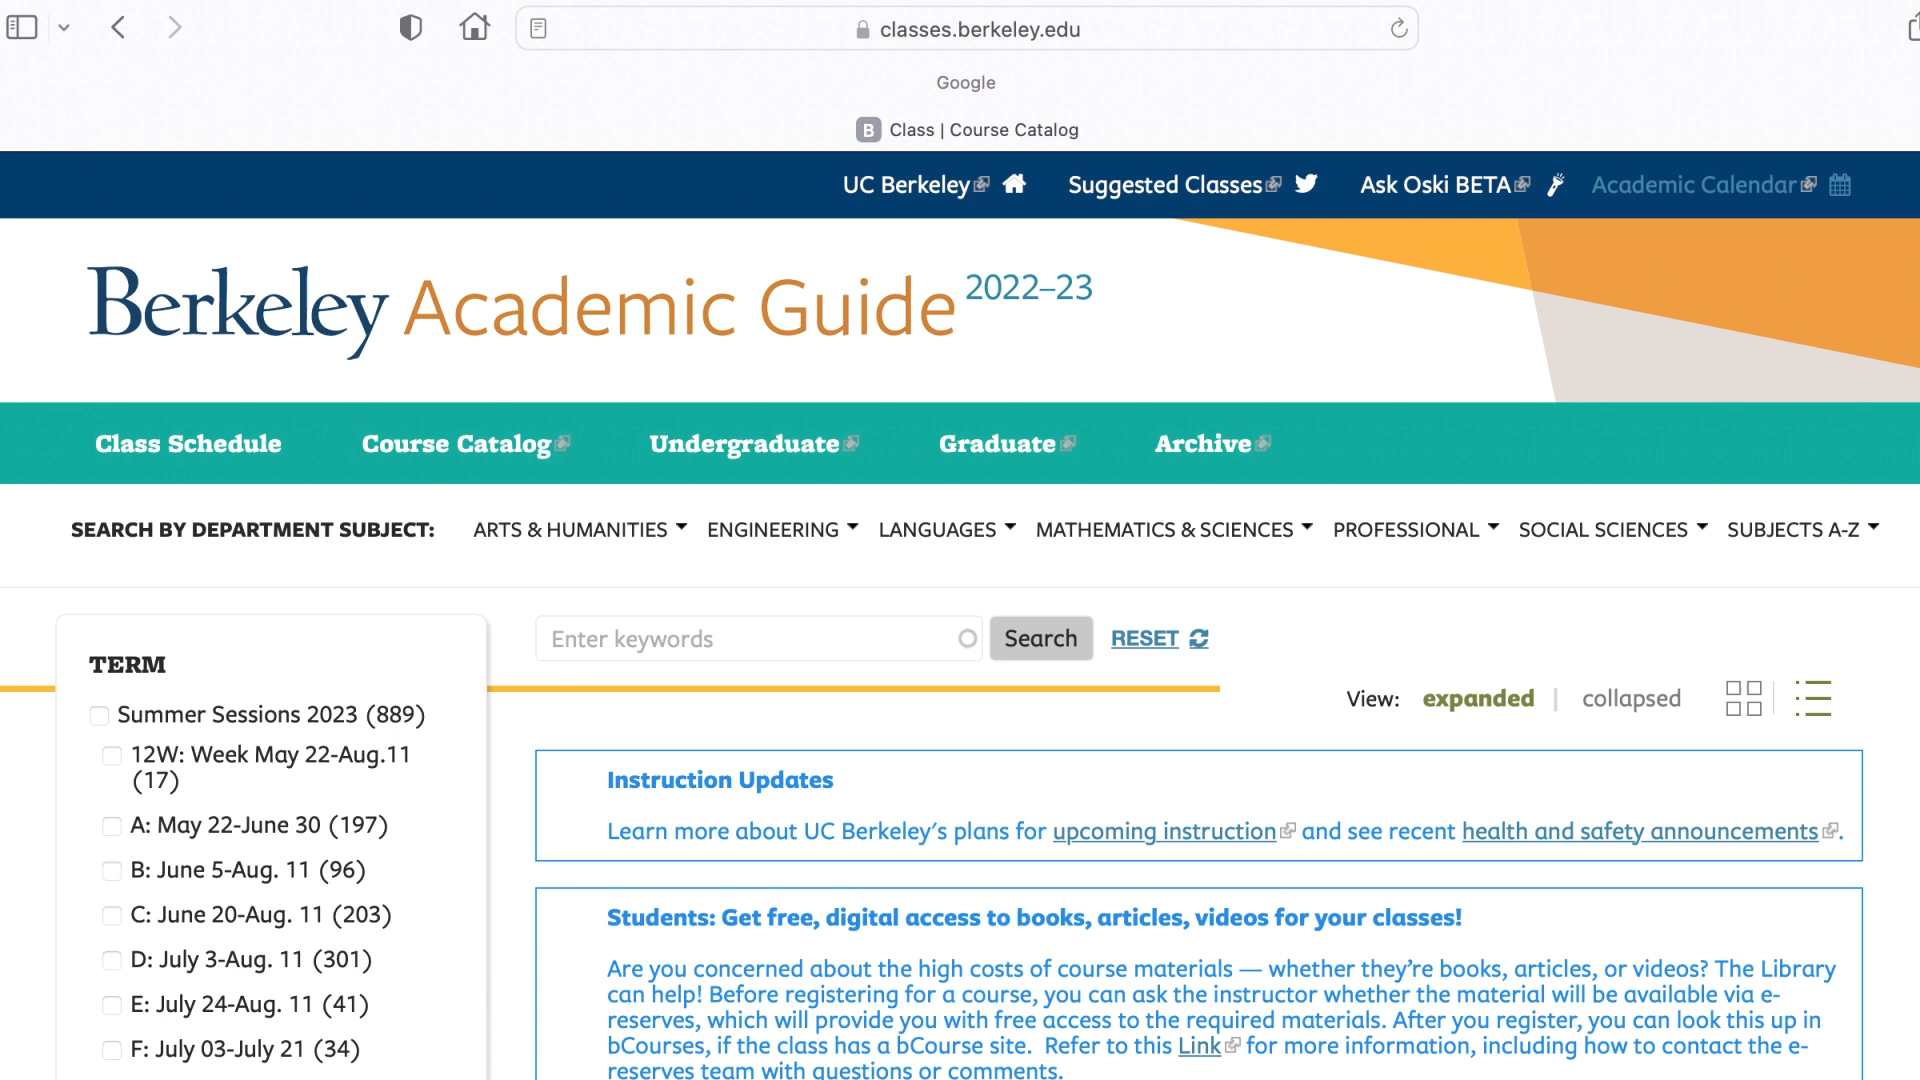 classes.berkeley.edu
Google
B Class | Course Catalog
UC Berkeley Suggested Classes Ask Oski BETA Academic Calendar
Berkeley Academic Guide 2022–23
Class Schedule Course Catalog Undergraduate Graduate Archive
SEARCH BY DEPARTMENT SUBJECT: ARTS & HUMANITIES ENGINEERING LANGUAGES MATHEMATICS & SCIENCES PROFESSIONAL SOCIAL SCIENCES SUBJECTS A-Z
Enter keywords Search RESET
TERM
View: expanded | collapsed
Summer Sessions 2023 (889)
12W: Week May 22-Aug.11
(17)
A: May 22-June 30 (197)
B: June 5-Aug. 11 (96)
C: June 20-Aug. 11 (203)
D: July 3-Aug. 11 (301)
E: July 24-Aug. 11 (41)
F: July 03-July 21 (34)
Instruction Updates
Learn more about UC Berkeley's plans for upcoming instruction and see recent health and safety announcements.
Students: Get free, digital access to books, articles, videos for your classes!
Are you concerned about the high costs of course materials — whether they’re books, articles, or videos? The Library
can help! Before registering for a course, you can ask the instructor whether the material will be available via e-
reserves, which will provide you with free access to the required materials. After you register, you can look this up in
bCourses, if the class has a bCourse site. Refer to this Link for more information, including how to contact the e-
reserves team with questions or comments.